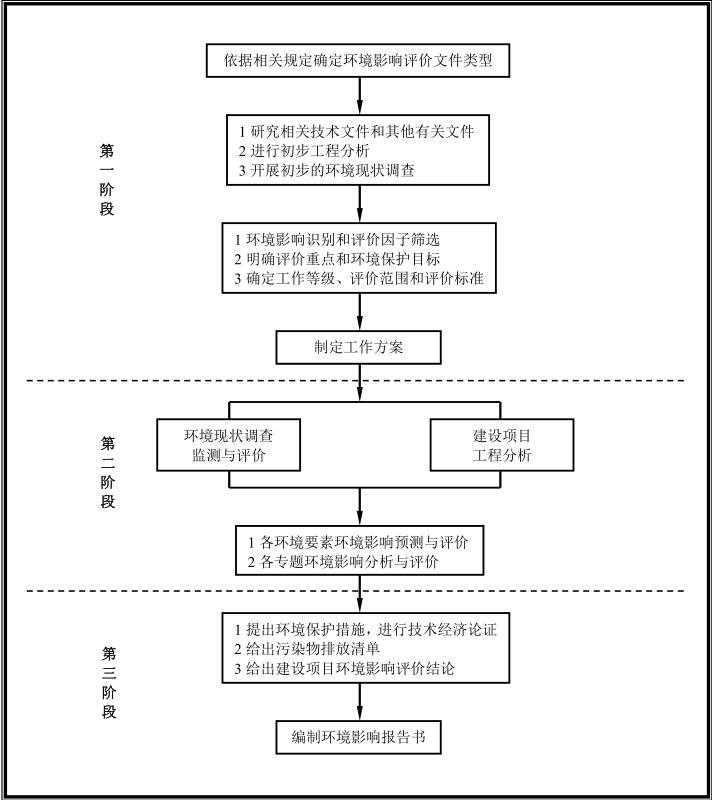 依据相关规定确定环境影响评价文件类型
第一阶段
1 研究相关技术文件和其他有关文件
2 进行初步工程分析
3 开展初步的环境现状调查
1 环境影响识别和评价因子筛选
2 明确评价重点和环境保护目标
3 确定工作等级、评价范围和评价标准
制定工作方案
第二阶段
环境现状调查
监测与评价
建设项目
工程分析
1 各环境要素环境影响预测与评价
2 各专题环境影响分析与评价
第三阶段
1 提出环境保护措施，进行技术经济论证
2 给出污染物排放清单
3 给出建设项目环境影响评价结论
编制环境影响报告书